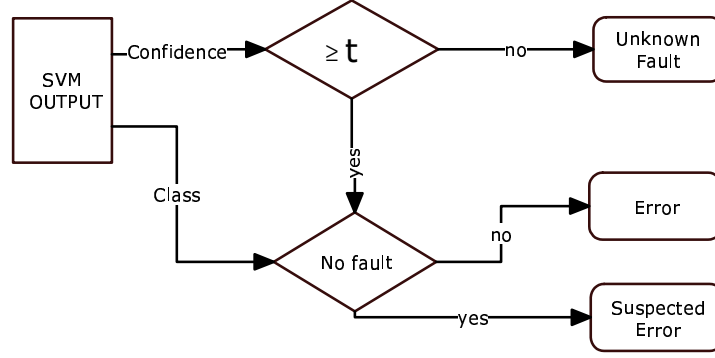 SVM
OUTPUT
Confidence
≥ t
no
Unknown
Fault
yes
Class
No fault
no
Error
yes
Suspected
Error